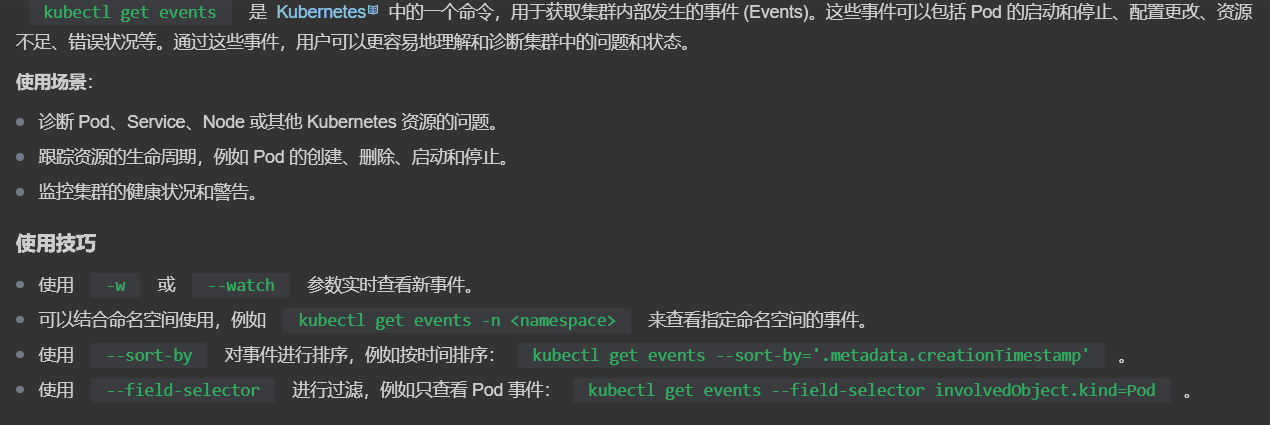 kubectl get events 是 Kubernetes 中的一个命令，用于获取集群内部发生的事件 (Events)。这些事件可以包括 Pod 的启动和停止、配置更改、资源
不足、错误状况等。通过这些事件，用户可以更容易地理解和诊断集群中的问题和状态。
使用场景：
诊断 Pod、Service、Node 或其他 Kubernetes 资源的问题。
跟踪资源的生命周期，例如 Pod 的创建、删除、启动和停止。
监控集群的健康状况和警告。
使用技巧
使用 -w 或 --watch 参数实时查看新事件。
可以结合命名空间使用，例如 kubectl get events -n <namespace> 来查看指定命名空间的事件。
使用 --sort-by 对事件进行排序，例如按时间排序： kubectl get events --sort-by='.metadata.creationTimestamp' 。
使用 --field-selector 进行过滤，例如只查看 Pod 事件： kubectl get events --field-selector involvedObject.kind=Pod 。